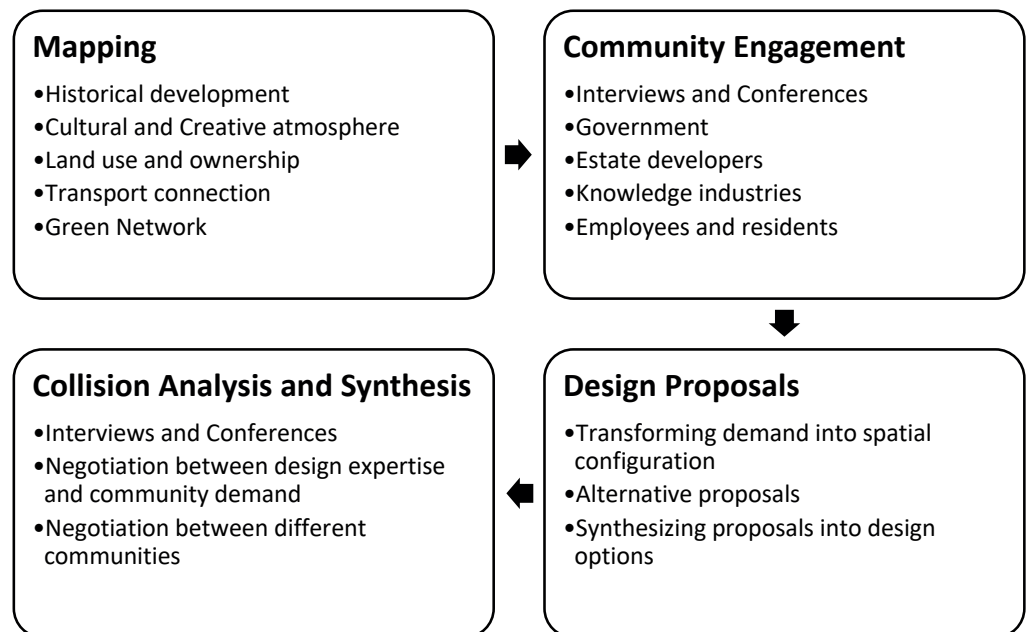 Mapping
•Historical development
•Cultural and Creative atmosphere
•Land use and ownership
•Transport connection
•Green Network
Community Engagement
•Interviews and Conferences
•Government
•Estate developers
•Knowledge industries
•Employees and residents
Design Proposals
•Transforming demand into spatial
configuration
•Alternative proposals
•Synthesizing proposals into design
options
Collision Analysis and Synthesis
•Interviews and Conferences
•Negotiation between design expertise
and community demand
•Negotiation between different
communities